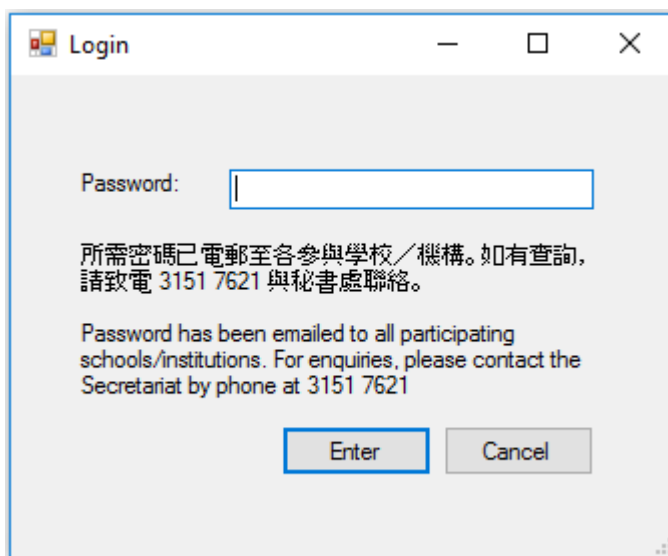 Login
Password:
所需密碼已電郵至各參與學校／機構。如有查詢，
請致電 3151 7621 與秘書處聯絡。
Password has been emailed to all participating
schools/institutions. For enquiries, please contact the
Secretariat by phone at 3151 7621
Enter Cancel